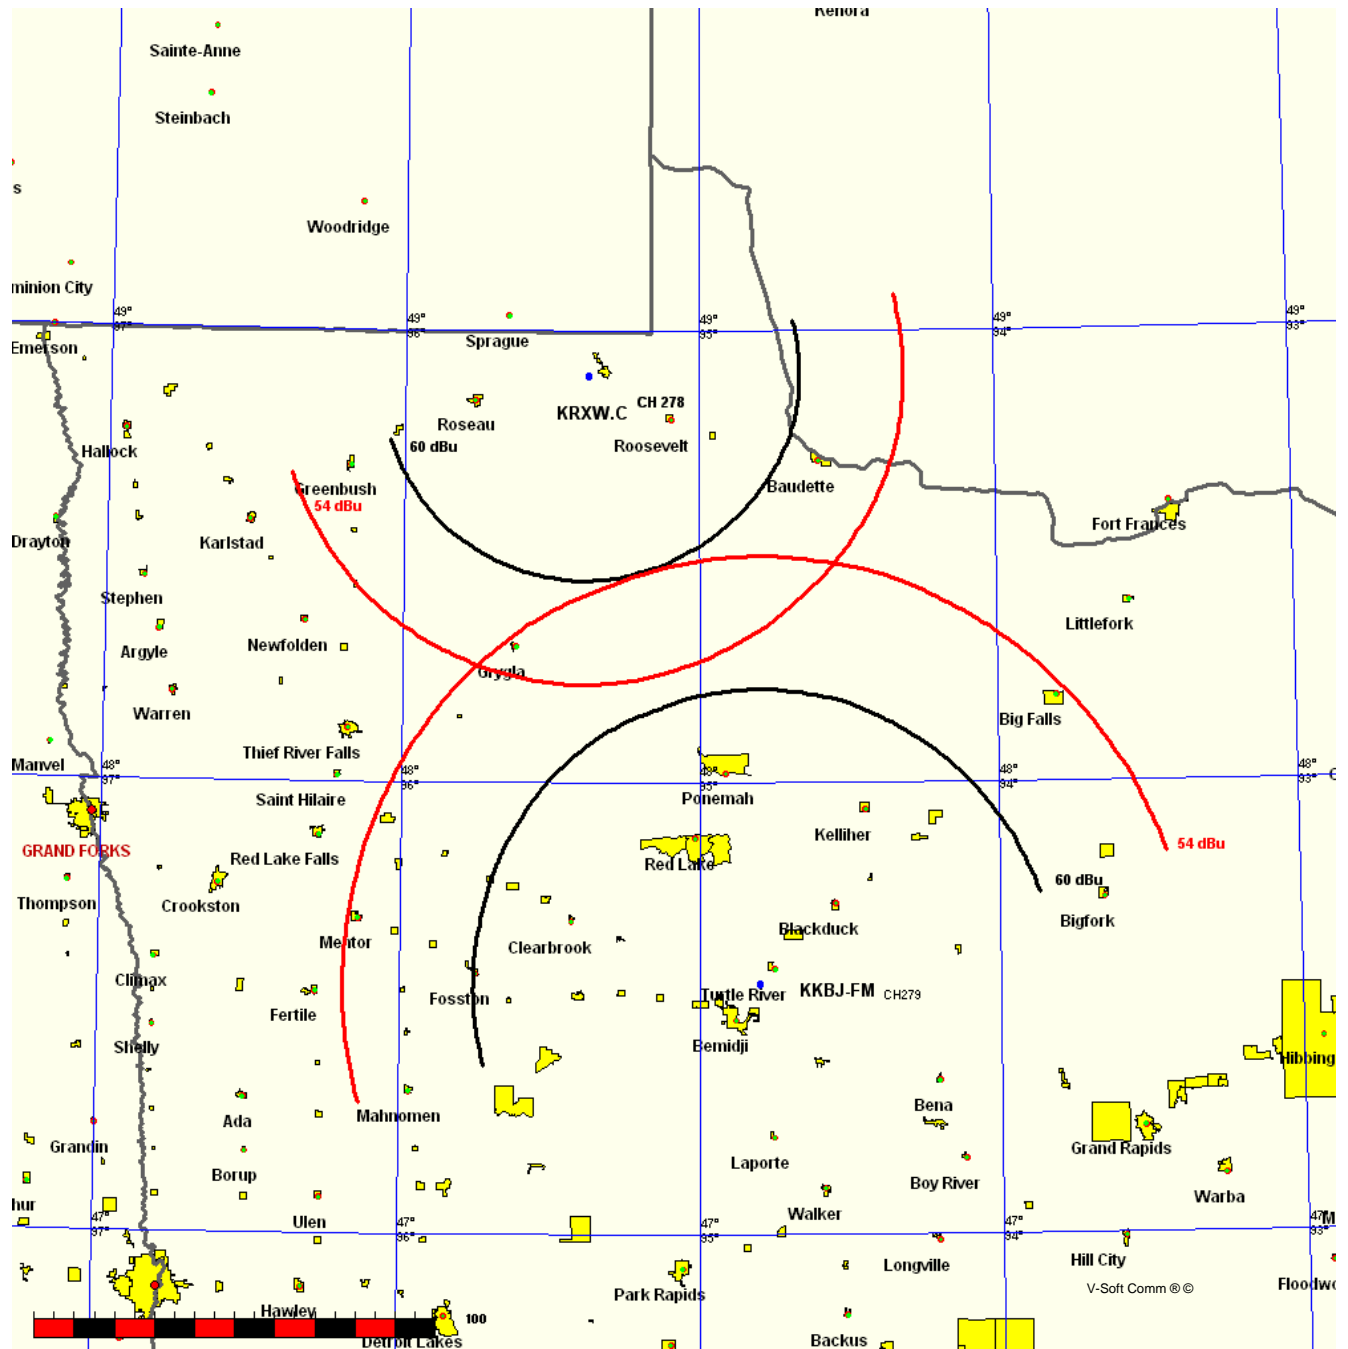 Kenora
Sainte-Anne
Steinbach
s
Woodridge
minion City
49°
97°
49°
96°
49°
95°
49°
94°
49°
93°
Emerson
Sprague
KRXW.C
CH 278
Roseau
Roosevelt
60 dBu
Hallock
Greenbush
Baudette
54 dBu
Fort Frances
Drayton
Karlstad
Stephen
Littlefork
Newfolden
Argyle
Grygla
Warren
Big Falls
Thief River Falls
Manvel
48°
97°
48°
96°
48°
95°
48°
94°
48°
93°
Saint Hilaire
Ponemah
Kelliher
54 dBu
GRAND FORKS
Red Lake Falls
Red Lake
60 dBu
Thompson
Crookston
Bigfork
Blackduck
Mentor
Clearbrook
Climax
Turtle River
KKBJ-FM
CH279
Fosston
Fertile
Bemidji
Shelly
Hibbing
Bena
Mahnomen
Ada
Grandin
Grand Rapids
Laporte
Borup
Boy River
Warba
hur
Walker
47°
97°
Ulen
47°
96°
47°
95°
47°
94°
47°
93°
M
Hill City
Longville
Floodwo
V-Soft Comm ® ©
Park Rapids
Hawley
100
Detroit Lakes
Backus